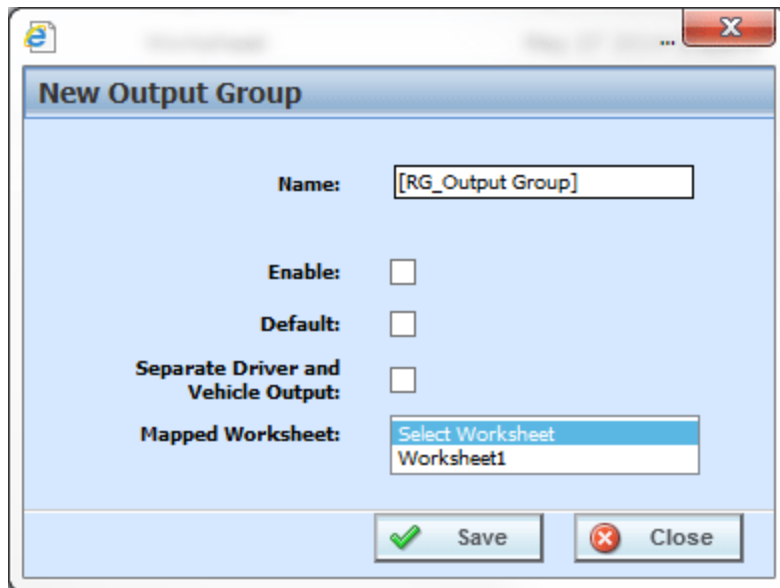 ...
New Output Group
Name:
[RG_Output Group]
Enable:
Default:
Separate Driver and
Vehicle Output:
Mapped Worksheet:
Select Worksheet
Worksheet1
Save
Close